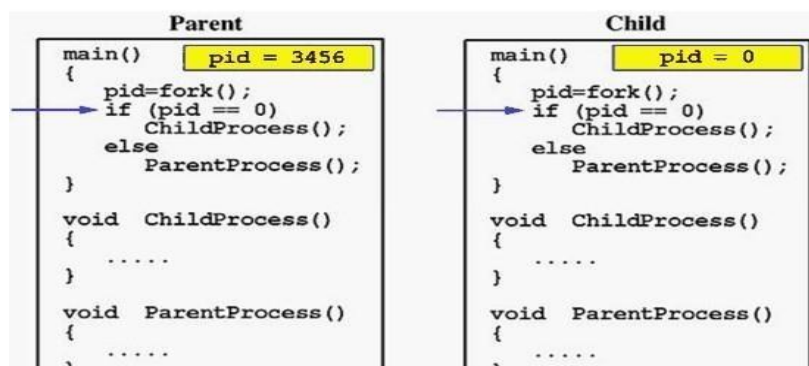 Parent
main() pid = 3456
{
pid=fork();
if (pid == 0)
ChildProcess();
else
ParentProcess();
}
void ChildProcess()
{
.....
}
void ParentProcess()
{
.....
Child
main() pid = 0
{
pid=fork();
if (pid == 0)
ChildProcess();
else
ParentProcess();
}
void ChildProcess()
{
.....
}
void ParentProcess()
{
.....